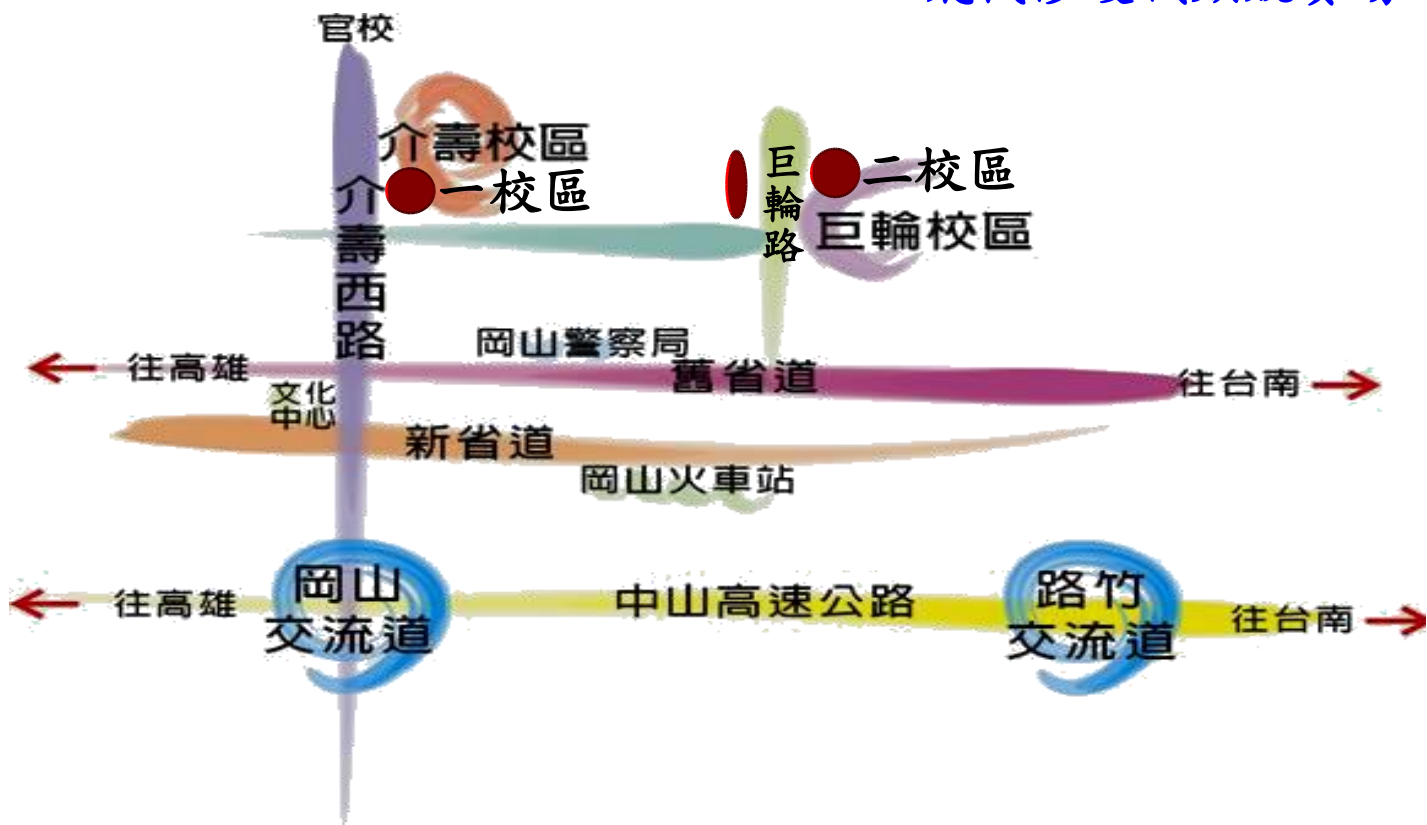 官校
介壽校區
一校區
介壽西路
巨輪路
二校區
巨輪校區
岡山警察局
往高雄
舊省道
往台南
文化
中心
新省道
岡山火車站
岡山
交流道
往高雄
中山高速公路
路竹
交流道
往台南